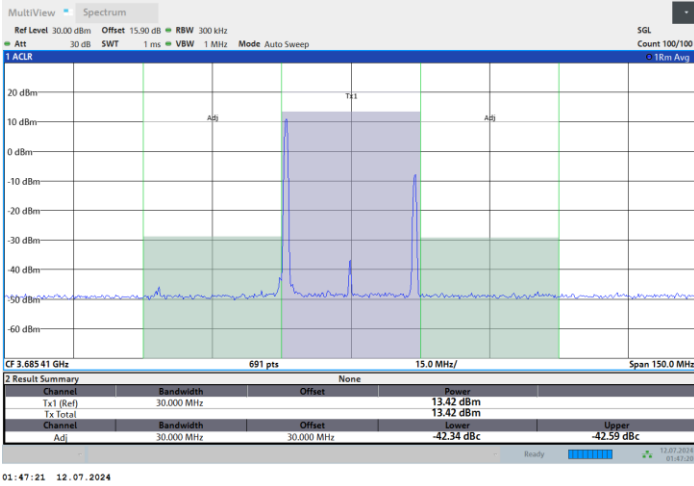 MultiView Spectrum
Ref Level 30.00 dBm Offset 15.90 dB RBW 300 kHz SGL
Att 30 dB SWT 1 ms VBW 1 MHz Mode Auto Sweep Count 100/100
1 ACLR 1Rm Avg
20 dBm
Tx1
10 dBm
Adj Adj
0 dBm
-10 dBm
-20 dBm
-30 dBm
-40 dBm
-50 dBm
-60 dBm
CF 3.685 41 GHz 691 pts 15.0 MHz/ Span 150.0 MHz
2 Result Summary None
Channel Bandwidth Offset Power
Tx1 (Ref) 30.000 MHz 13.42 dBm
Tx Total 13.42 dBm
Channel Bandwidth Offset Lower Upper
Adj 30.000 MHz 30.000 MHz -42.34 dBc -42.59 dBc
Ready 12.07.2024
01:47:20
01:47:21 12.07.2024